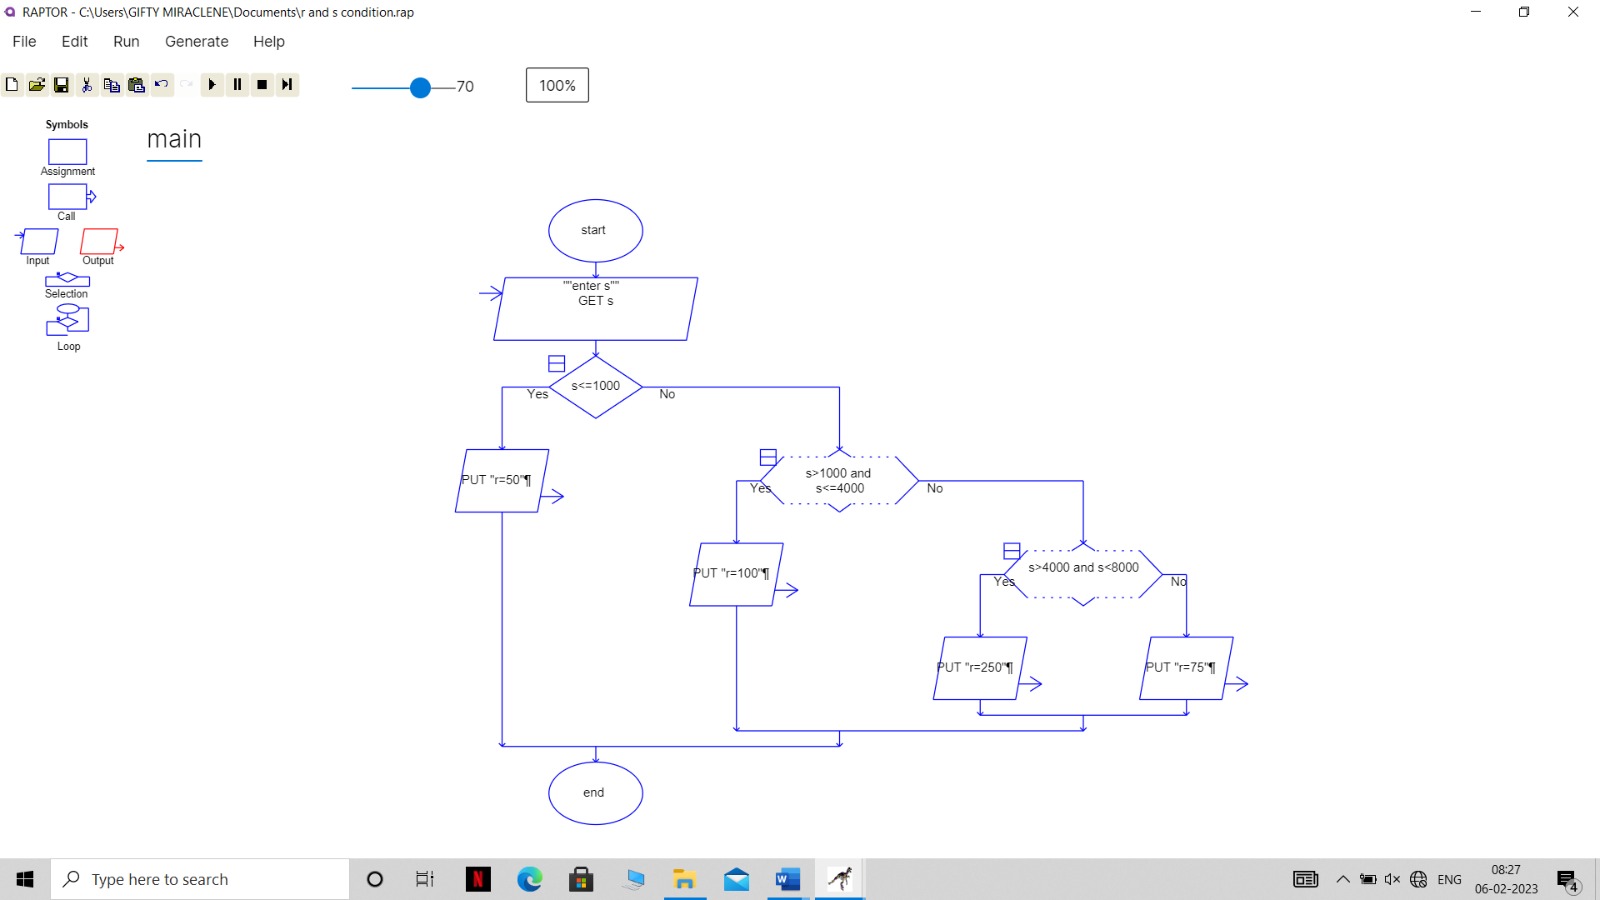 RAPTOR - C:\Users\GIFTY MIRACLENE\Documents\r and s condition.rap
File Edit Run Generate Help
70
100%
Symbols
Assignment
Call
Input Output
Selection
Loop
main
start
""enter s""
GET s
s<=1000
Yes No
PUT "r=50"¶
s>1000 and
s<=4000
Yes No
PUT "r=100"¶
s>4000 and s<8000
Yes No
PUT "r=250"¶ PUT "r=75"¶
end
Type here to search
N
W
ENG
08:27
06-02-2023
4